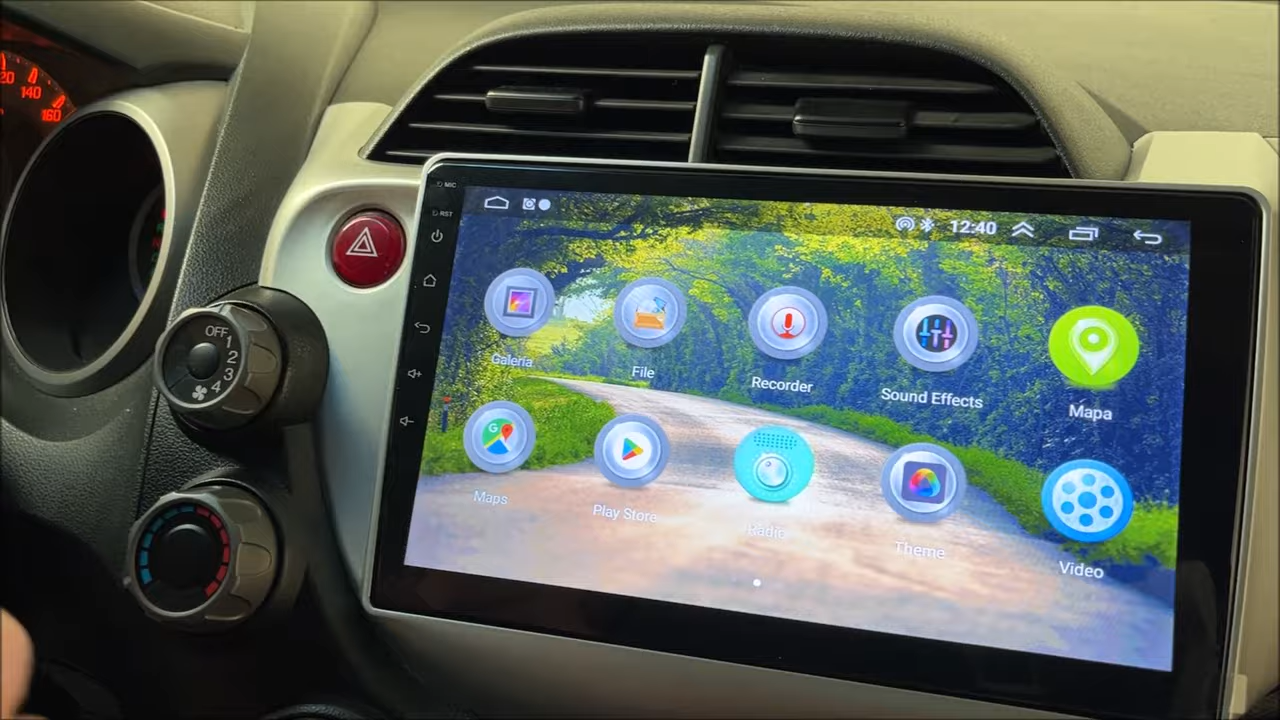 20
140
160
MIC
RST
12:40
OFF
1
2
3
4
Galería
File
Recorder
Sound Effects
Mapa
G
Maps
Play Store
Radio
Theme
Video